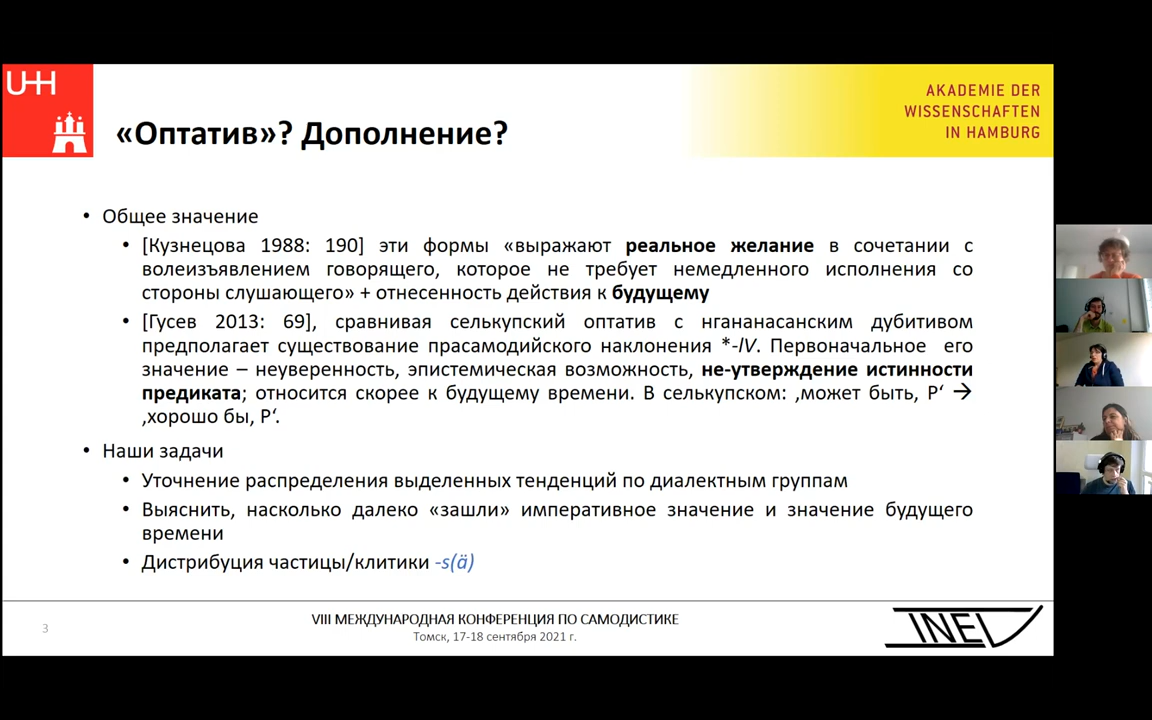 UHH
AKADEMIE DER
WISSENSCHAFTEN
IN HAMBURG
«Оптатив»? Дополнение?
• Общее значение
• [Кузнецова 1988: 190] эти формы «выражают реальное желание в сочетании с
волеизъявлением говорящего, которое не требует немедленного исполнения со
стороны слушающего» + отнесенность действия к будущему
• [Гусев 2013: 69], сравнивая селькупский оптатив с нгананасанским дубитивом
предполагает существование прасамодийского наклонения *-lV. Первоначальное его
значение – неуверенность, эпистемическая возможность, не-утверждение истинности
предиката; относится скорее к будущему времени. В селькупском: ‚может быть, P‘ →
‚хорошо бы, P‘.
• Наши задачи
• Уточнение распределения выделенных тенденций по диалектным группам
• Выяснить, насколько далеко «зашли» императивное значение и значение будущего
времени
• Дистрибуция частицы/клитики -s(ä)
3
VIII МЕЖДУНАРОДНАЯ КОНФЕРЕНЦИЯ ПО САМОДИСТИКЕ
Томск, 17-18 сентября 2021 г.
INEL